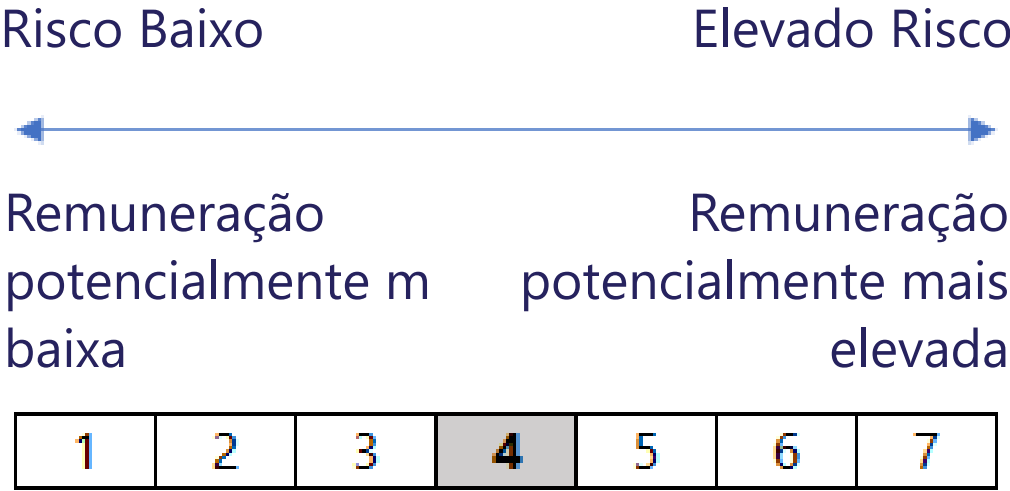 Risco Baixo
Elevado Risco
Remuneração
potencialmente m
baixa
Remuneração
potencialmente mais
elevada
1 2 3 4 5 6 7